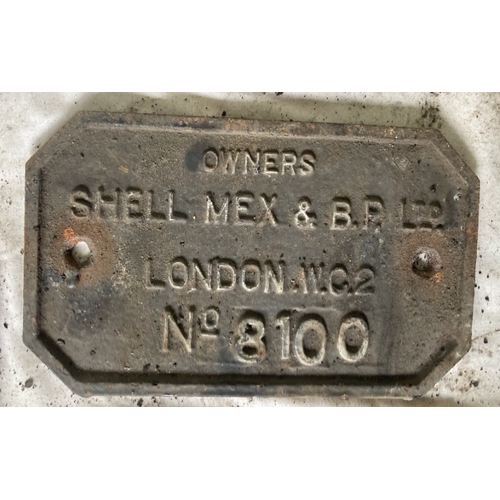 OWNERS
SHELL. MEX & B.P. LTD.
LONDON. W.C.2
No 8100